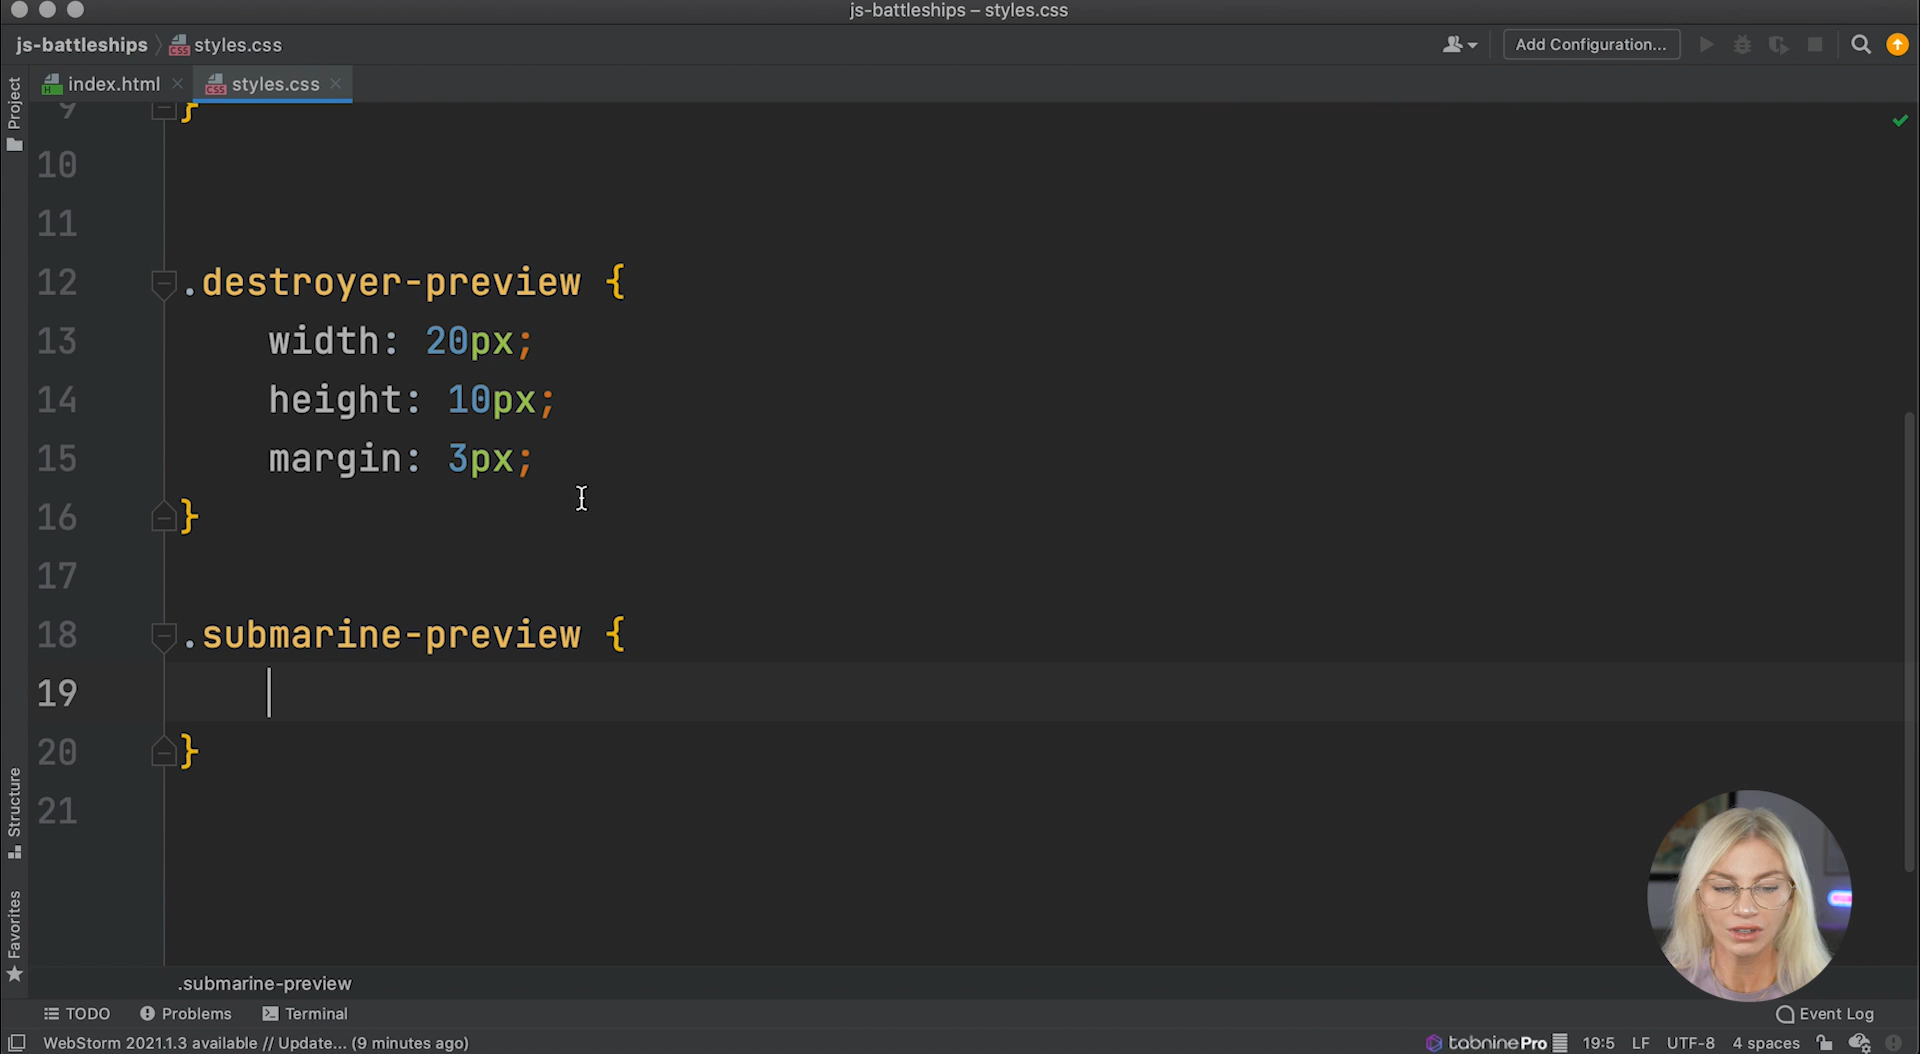 js-battleships – styles.css
js-battleships
styles.css
Add Configuration...
Project
index.html
styles.css
9 }
10
11
12 .destroyer-preview {
13 width: 20px;
14 height: 10px;
15 margin: 3px;
16 }
17
18 .submarine-preview {
19
20 }
21
Structure
Favorites
.submarine-preview
TODO
Problems
Terminal
Event Log
WebStorm 2021.1.3 available // Update... (9 minutes ago)
tabnine Pro
19:5
LF
UTF-8
4 spaces